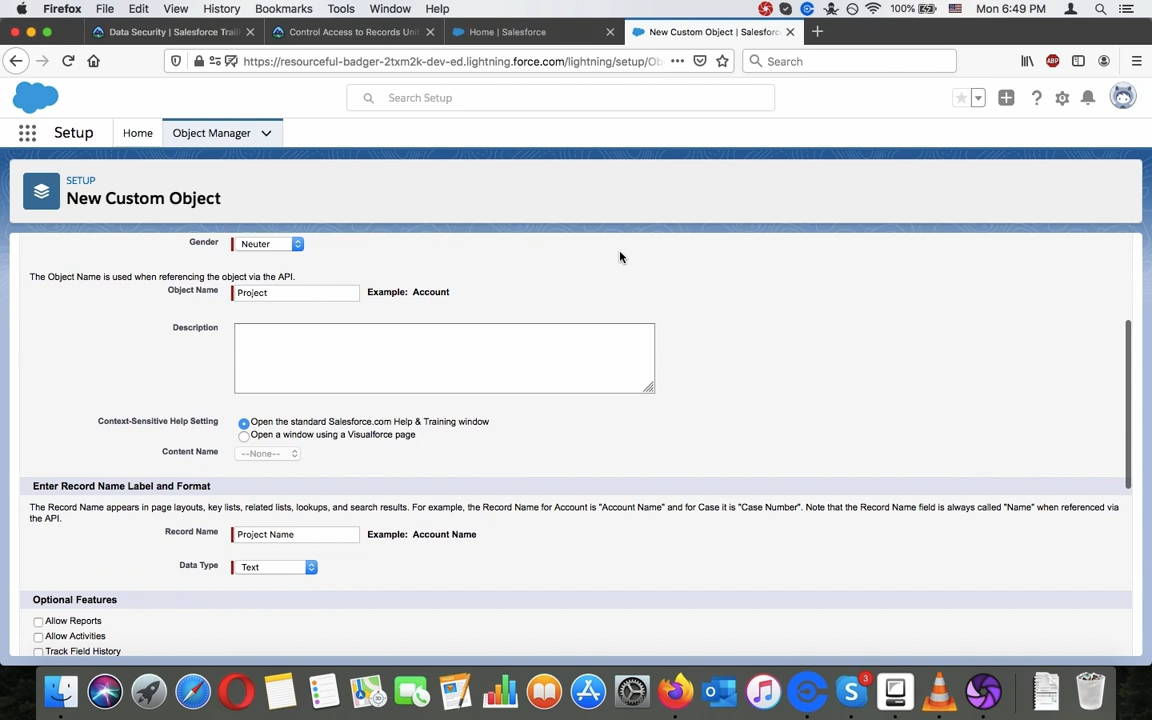 Firefox File Edit View History Bookmarks Tools Window Help 100% Mon 6:49 PM
Data Security | Salesforce Trail
Control Access to Records Unit
Home | Salesforce
New Custom Object | Salesforc
https://resourceful-badger-2txm2k-dev-ed.lightning.force.com/lightning/setup/Ob
Search
ABP
Search Setup
Setup Home Object Manager
SETUP
New Custom Object
Gender Neuter
The Object Name is used when referencing the object via the API.
Object Name Project Example: Account
Description
Context-Sensitive Help Setting Open the standard Salesforce.com Help & Training window
Open a window using a Visualforce page
Content Name --None--
Enter Record Name Label and Format
The Record Name appears in page layouts, key lists, related lists, lookups, and search results. For example, the Record Name for Account is "Account Name" and for Case it is "Case Number". Note that the Record Name field is always called "Name" when referenced via
the API.
Record Name Project Name Example: Account Name
Data Type Text
Optional Features
Allow Reports
Allow Activities
Track Field History
3